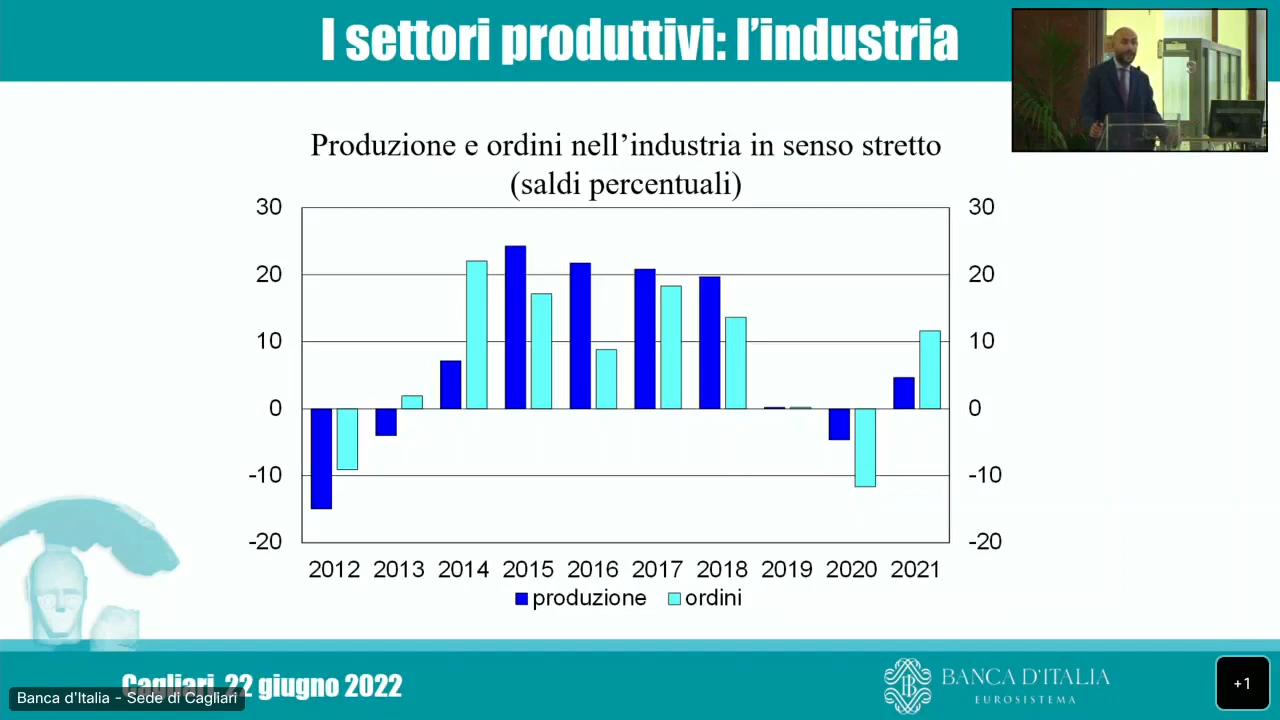 I settori produttivi: l'industria
Produzione e ordini nell'industria in senso stretto
(saldi percentuali)
30 30
20 20
10 10
0 0
-10 -10
-20 -20
2012 2013 2014 2015 2016 2017 2018 2019 2020 2021
produzione ordini
Cagliari, 22 giugno 2022
Banca d'Italia - Sede di Cagliari
BANCA D'ITALIA
EUROSISTEMA
+1